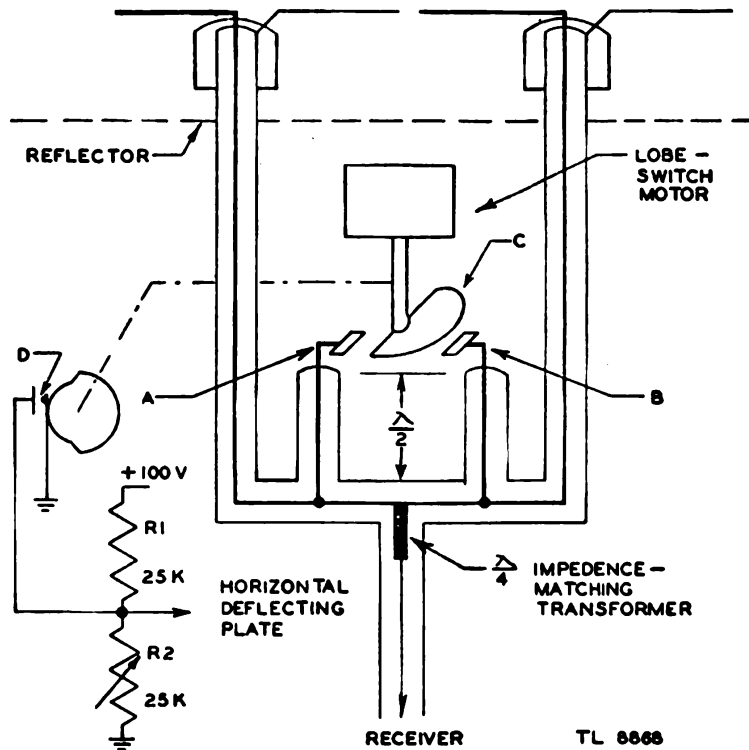 REFLECTOR
LOBE –
SWITCH
MOTOR
C
D
A
B
λ
2
+100 V
R1
25K
HORIZONTAL
DEFLECTING
PLATE
λ
4
IMPEDENCE –
MATCHING
TRANSFORMER
R2
25K
RECEIVER
TL 8868